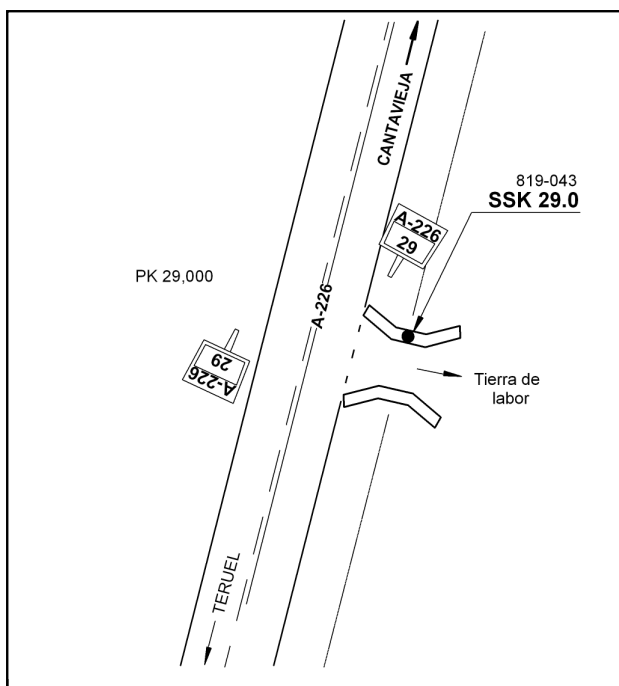 CANTAVIEJA
819-043
SSK 29.0
A-226
29
PK 29,000
A-226
A-226
29
Tierra de
labor
TERUEL